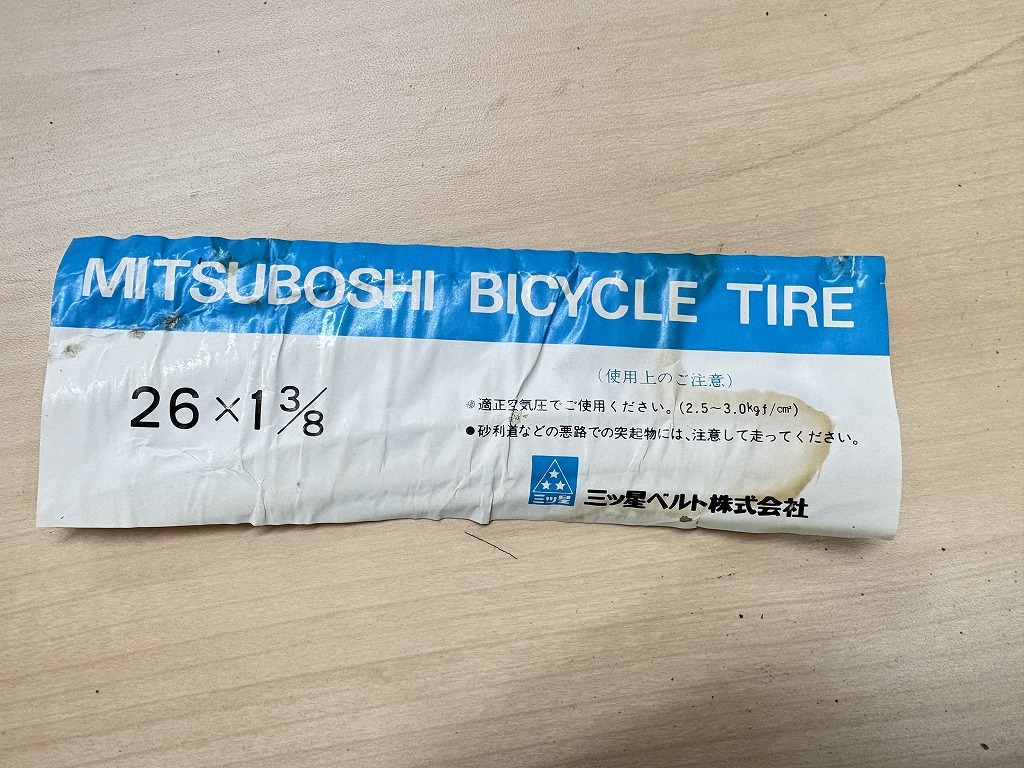 MITSUBOSHI BICYCLE TIRE
26×1 3/8
(使用上のご注意)
●適正空気圧でご使用ください。(2.5～3.0kgf/cm²)
●砂利道などの悪路での突起物には、注意して走ってください。
三ッ星
三ッ星ベルト株式会社